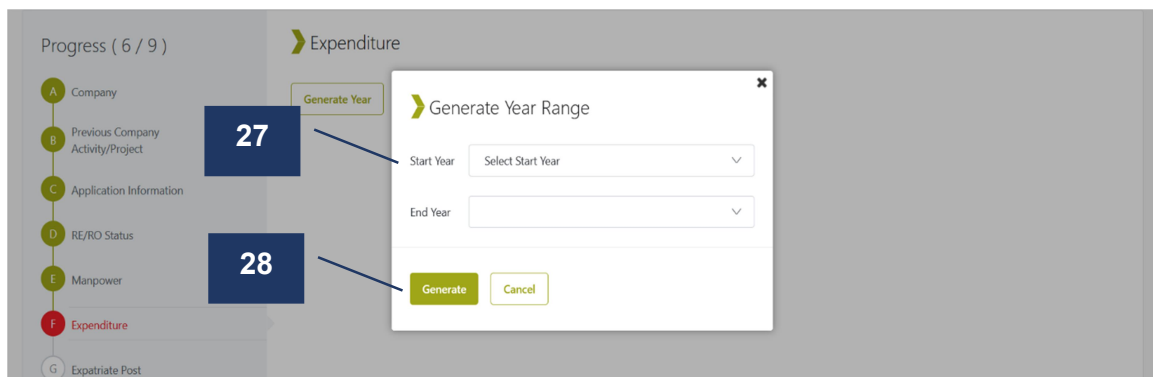 Progress ( 6 / 9 )
A Company
B Previous Company
Activity/Project
C Application Information
D RE/RO Status
E Manpower
F Expenditure
G Expatriate Post
Expenditure
Generate Year
27
28
Generate Year Range
Start Year Select Start Year
End Year
Generate Cancel